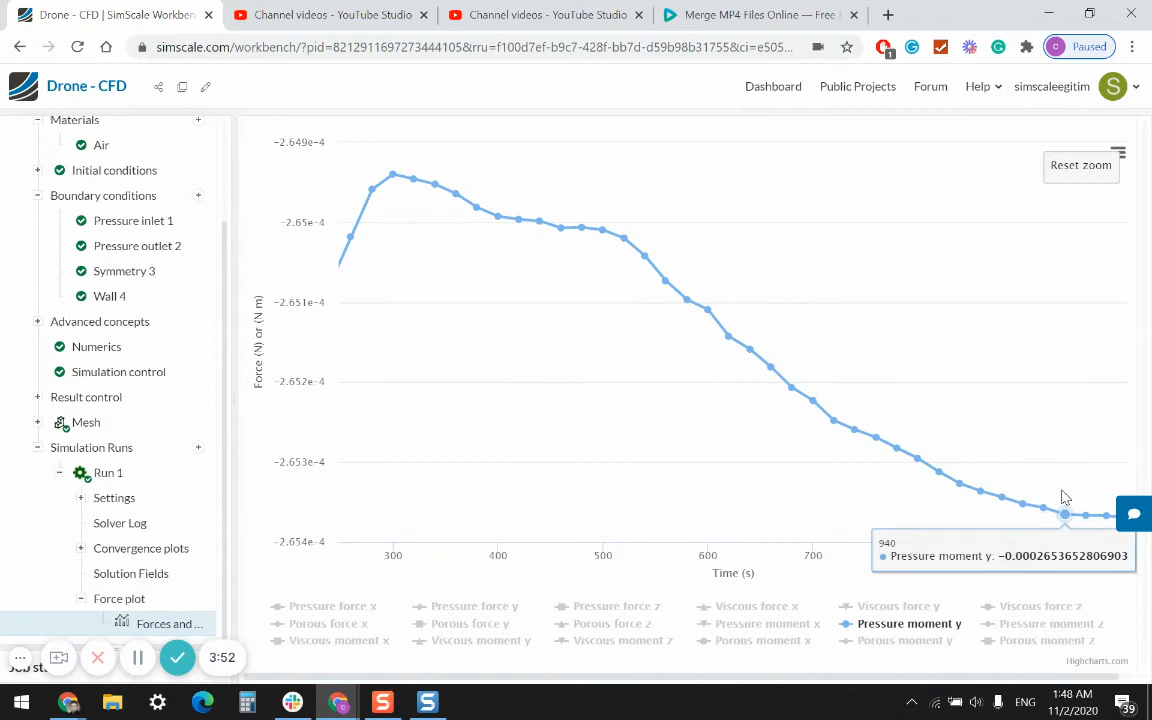 Drone - CFD | SimScale Workben
Channel videos - YouTube Studio
Channel videos - YouTube Studio
Merge MP4 Files Online — Free
simscale.com/workbench/?pid=8212911697273444105&rru=f100d7ef-b9c7-428f-bb7d-d59b98b31755&ci=e505...
1
C
Paused
Drone - CFD
Dashboard
Public Projects
Forum
Help
simscaleegitim
S
Materials
Air
Initial conditions
Boundary conditions
Pressure inlet 1
Pressure outlet 2
Symmetry 3
Wall 4
Advanced concepts
Numerics
Simulation control
Result control
Mesh
Simulation Runs
Run 1
Settings
Solver Log
Convergence plots
Solution Fields
Force plot
Forces and ...
3:52
Reset zoom
Force (N) or (N m)
-2.649e-4
-2.65e-4
-2.651e-4
-2.652e-4
-2.653e-4
-2.654e-4
300
400
500
600
700
Time (s)
940
Pressure moment y: −0.0002653652806903
Pressure force x Pressure force y Pressure force z Viscous force x Viscous force y Viscous force z
Porous force x Porous force y Porous force z Pressure moment x Pressure moment y Pressure moment z
Viscous moment x Viscous moment y Viscous moment z Porous moment x Porous moment y Porous moment z
Highcharts.com
S
S
ENG
1:48 AM
11/2/2020
39